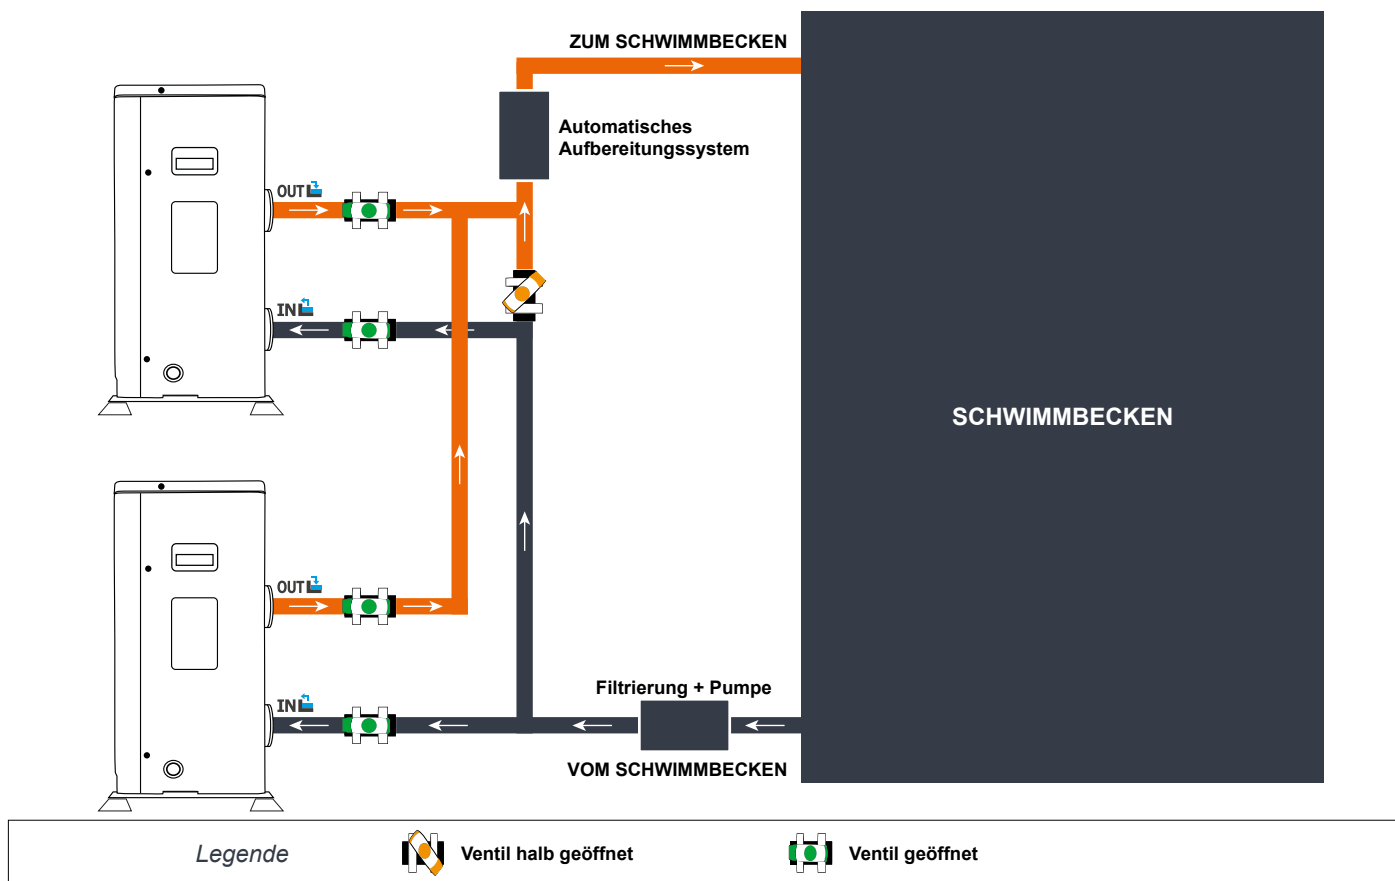 ZUM SCHWIMMBECKEN
Automatisches
Aufbereitungssystem
OUT
IN
SCHWIMMBECKEN
OUT
IN
Filtrierung + Pumpe
VOM SCHWIMMBECKEN
Legende
Ventil halb geöffnet
Ventil geöffnet